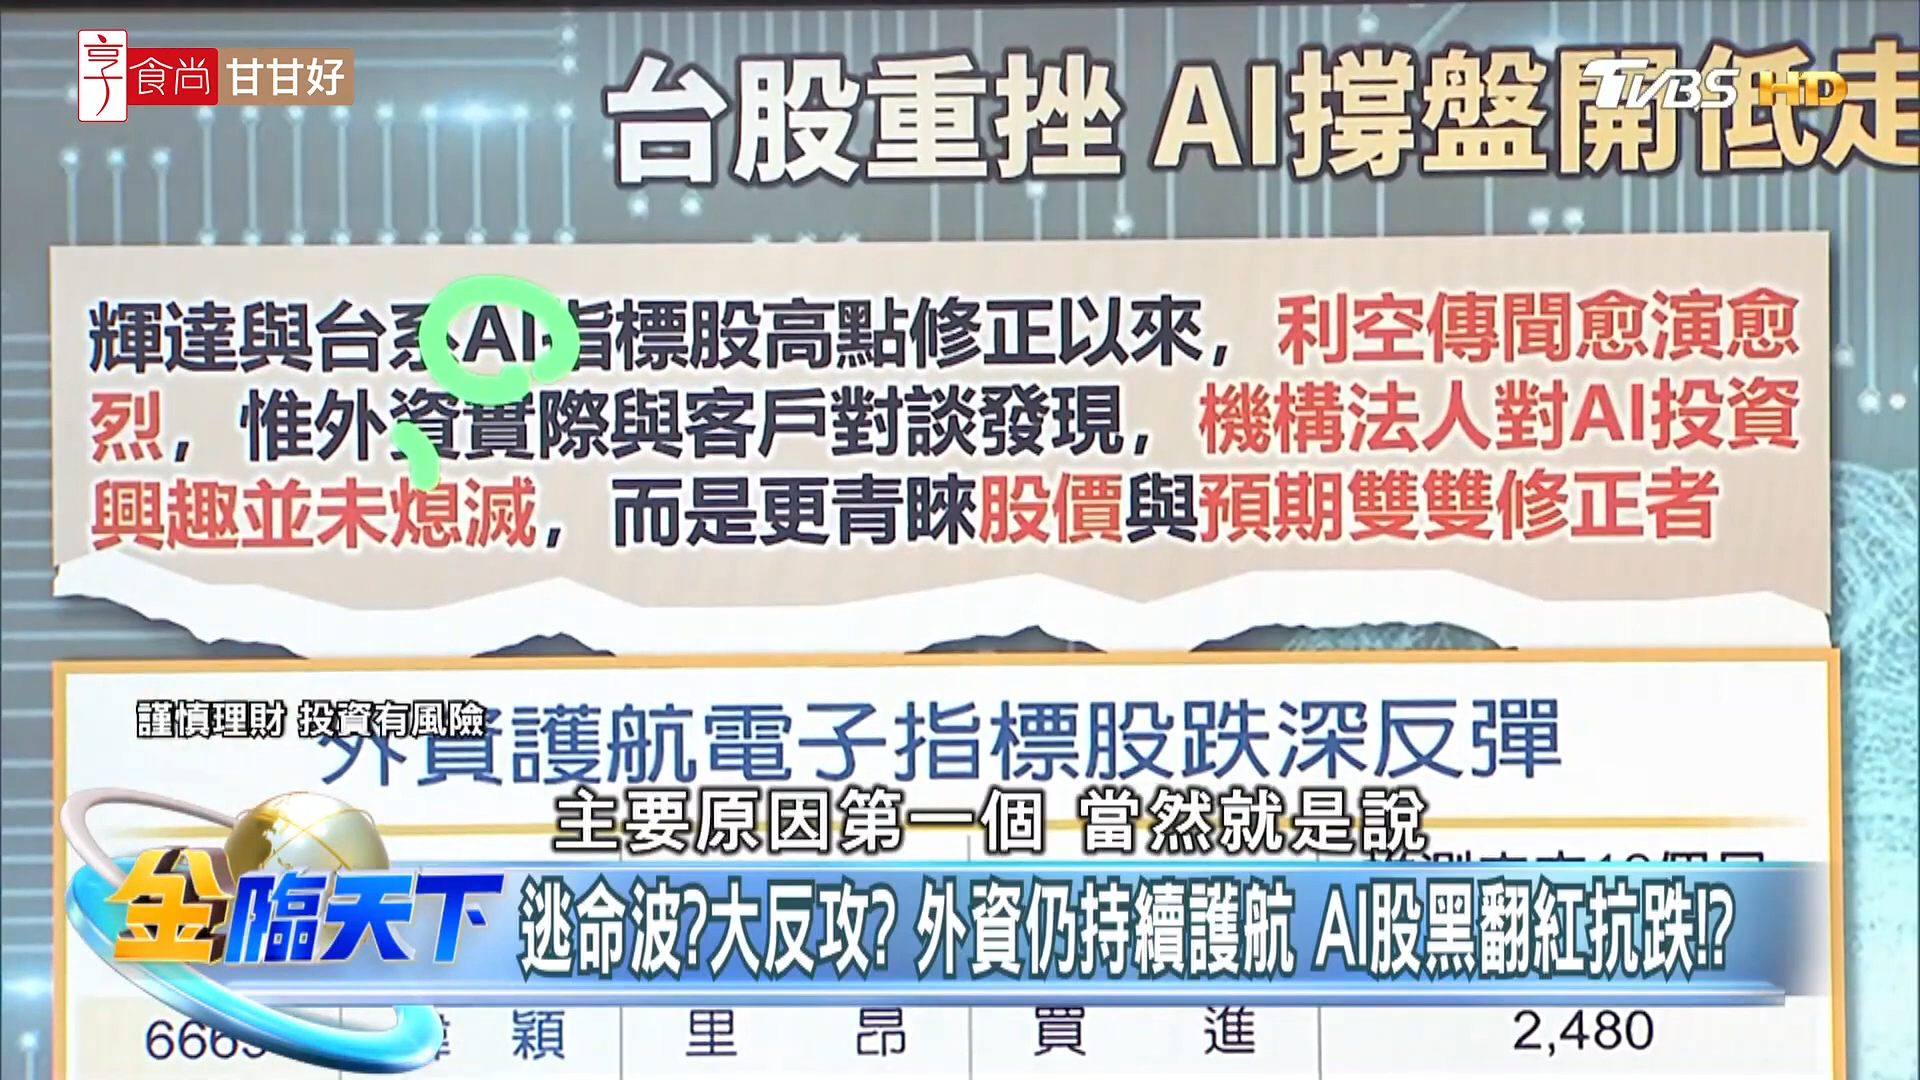 享食尚 甘甘好
TVBS HD
台股重挫 AI撐盤開低走
輝達與台系AI指標股高點修正以來，利空傳聞愈演愈
烈，惟外資實際與客戶對談發現，機構法人對AI投資
興趣並未熄滅，而是更青睞股價與預期雙雙修正者
謹慎理財 投資有風險
外資護航電子指標股跌深反彈
主要原因第一個 當然就是說
金臨天下
逃命波?大反攻? 外資仍持續護航 AI股黑翻紅抗跌!?
穎 里昂 買進 2,480